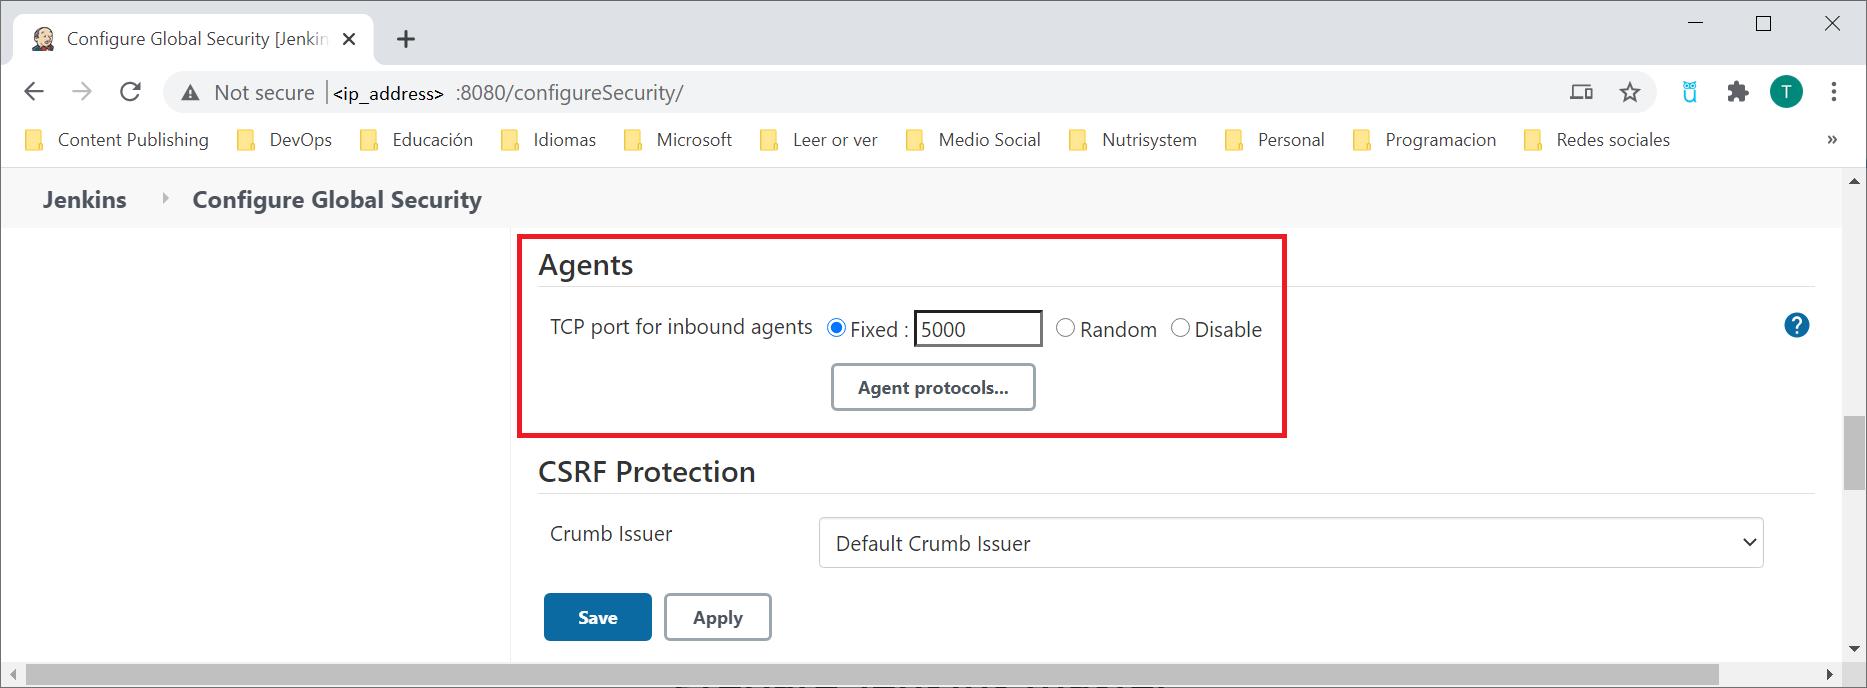 Configure Global Security [Jenkin
Not secure <ip_address> :8080/configureSecurity/
T
Content Publishing DevOps Educación Idiomas Microsoft Leer or ver Medio Social Nutrisystem Personal Programacion Redes sociales »
Jenkins Configure Global Security
Agents
TCP port for inbound agents Fixed : 5000 Random Disable
?
Agent protocols...
CSRF Protection
Crumb Issuer Default Crumb Issuer
Save Apply